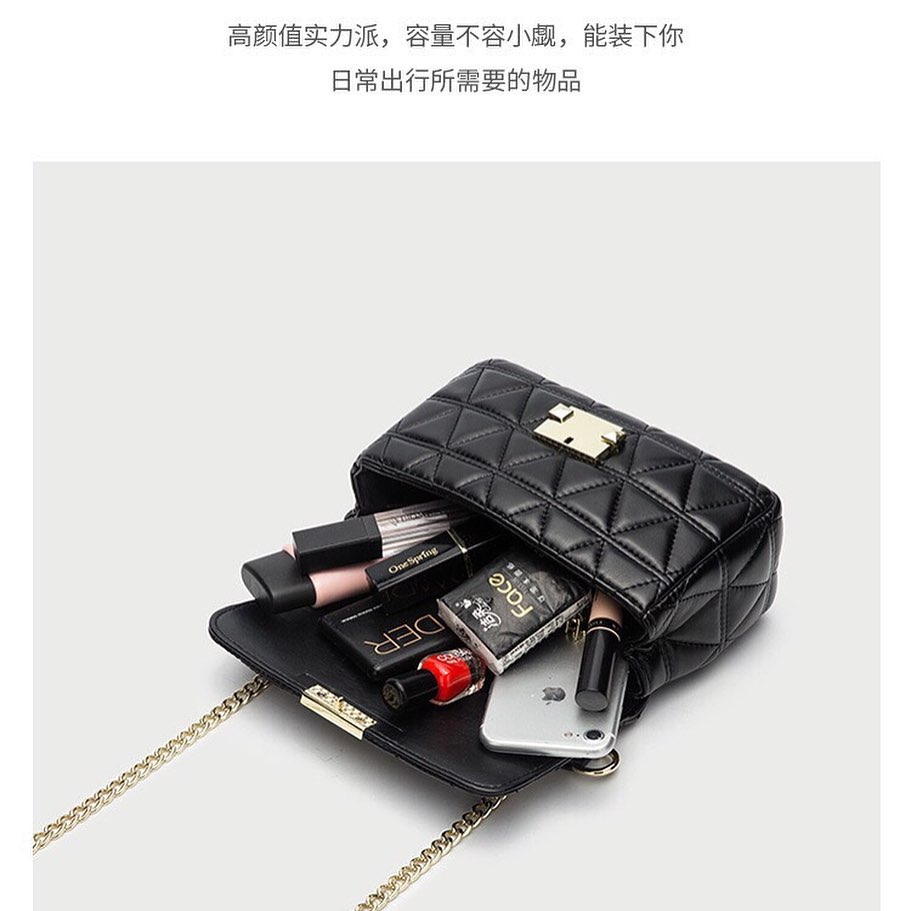 高颜值实力派，容量不容小觑，能装下你
日常出行所需要的物品
OneSpring
DER
Face